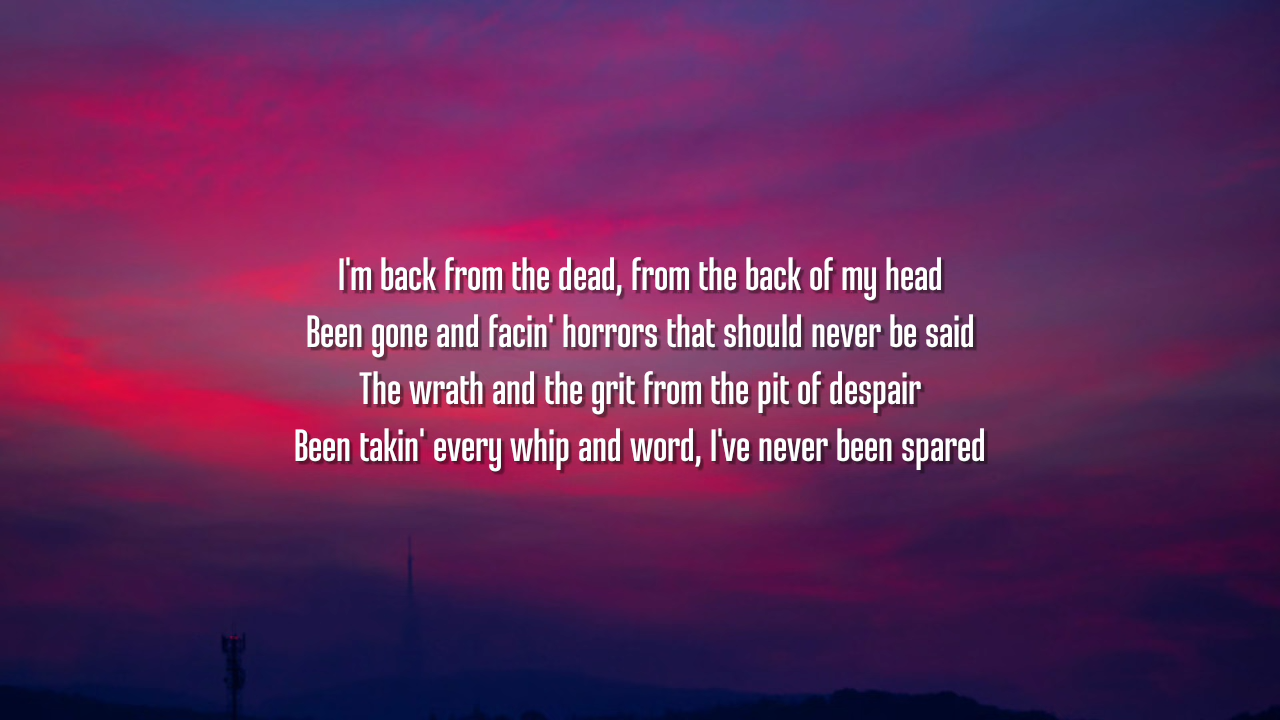 I'm back from the dead, from the back of my head
Been gone and facin' horrors that should never be said
The wrath and the grit from the pit of despair
Been takin' every whip and word, I've never been spared